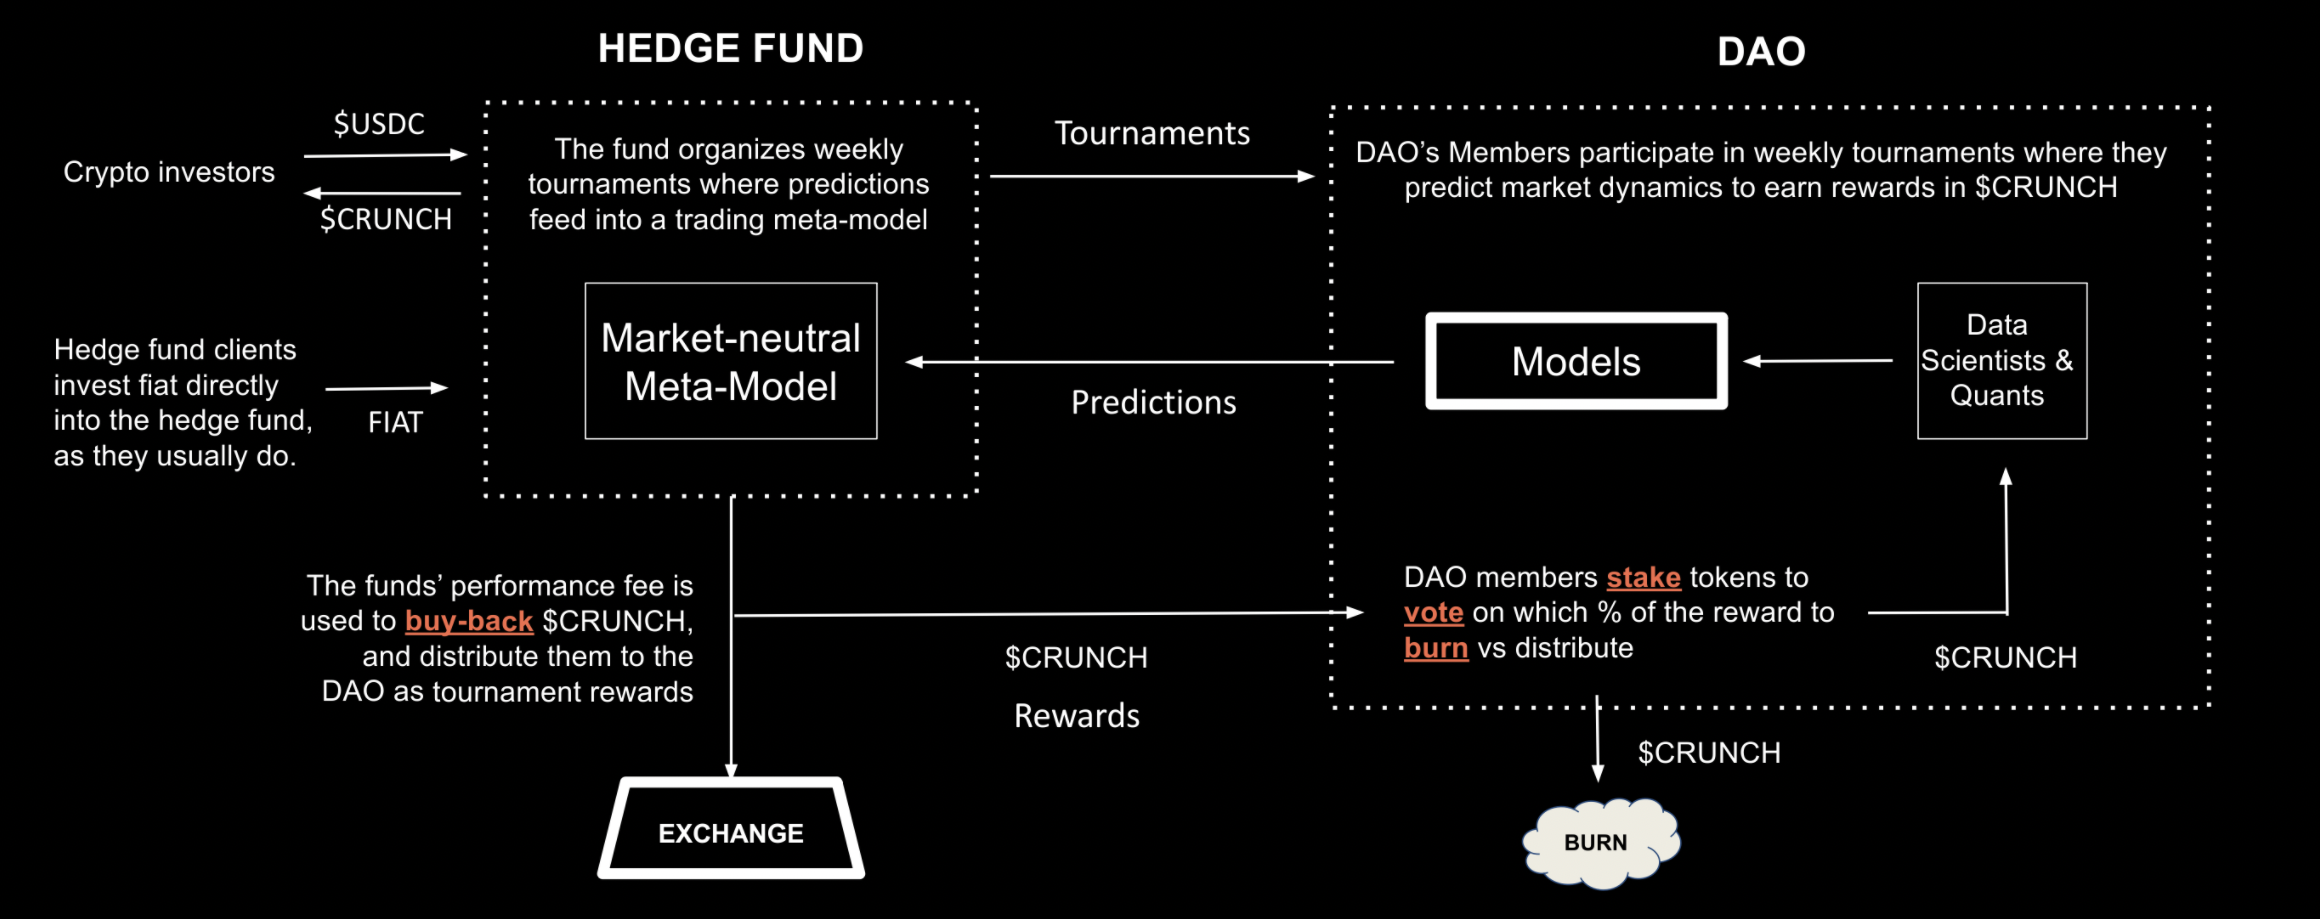 HEDGE FUND
DAO
$USDC
Crypto investors
$CRUNCH
The fund organizes weekly
tournaments where predictions
feed into a trading meta-model
Tournaments
DAO’s Members participate in weekly tournaments where they
predict market dynamics to earn rewards in $CRUNCH
Hedge fund clients
invest fiat directly
into the hedge fund,
as they usually do.
FIAT
Market-neutral
Meta-Model
Predictions
Models
Data
Scientists &
Quants
The funds’ performance fee is
used to buy-back $CRUNCH,
and distribute them to the
DAO as tournament rewards
$CRUNCH
Rewards
DAO members stake tokens to
vote on which % of the reward to
burn vs distribute
$CRUNCH
$CRUNCH
EXCHANGE
BURN